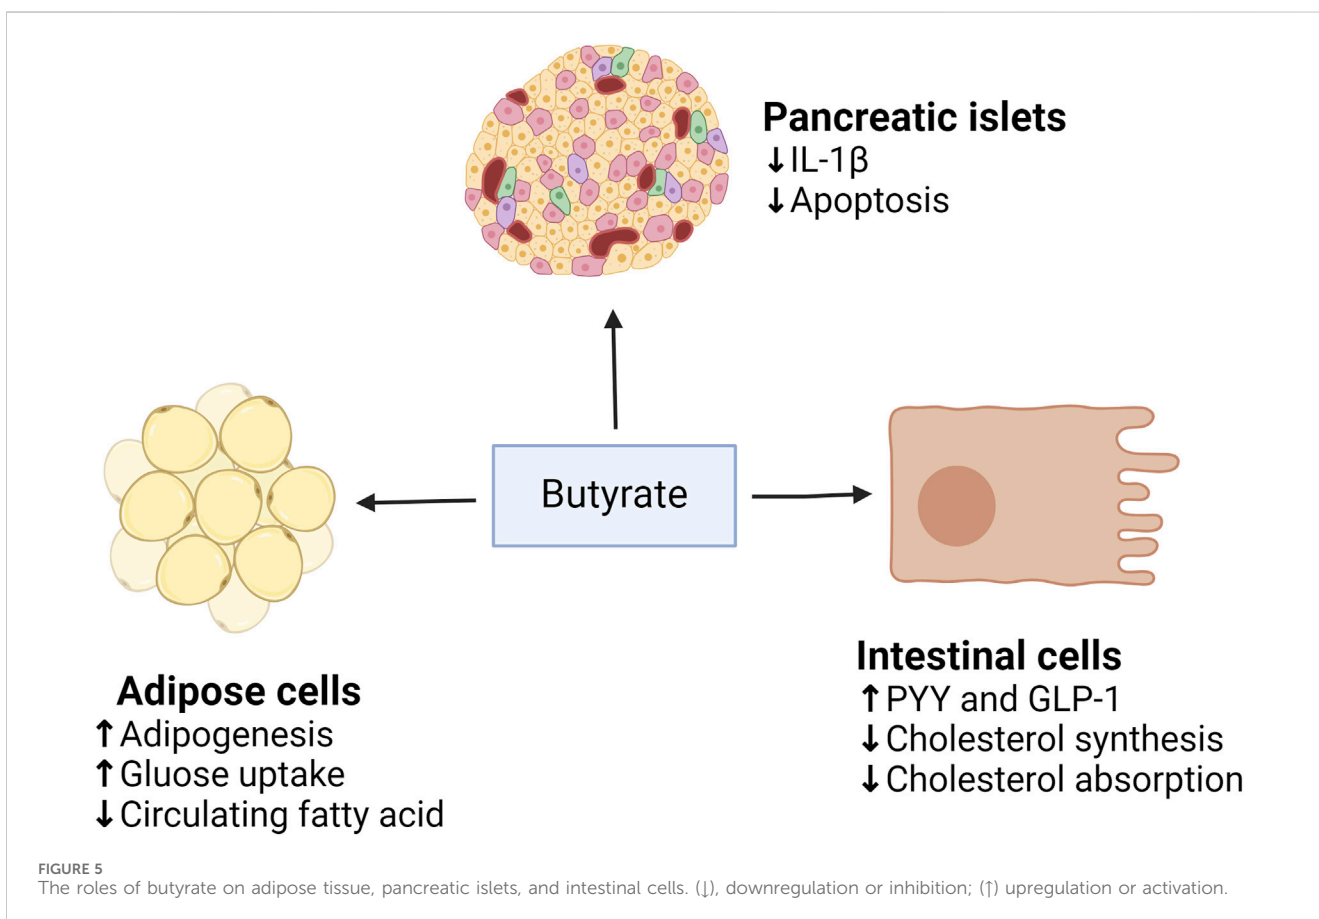 Pancreatic islets
↓IL-1β
↓Apoptosis
Butyrate
Adipose cells
↑Adipogenesis
↑Gluose uptake
↓Circulating fatty acid
Intestinal cells
↑PYY and GLP-1
↓Cholesterol synthesis
↓Cholesterol absorption
FIGURE 5
The roles of butyrate on adipose tissue, pancreatic islets, and intestinal cells. (↓), downregulation or inhibition; (↑) upregulation or activation.